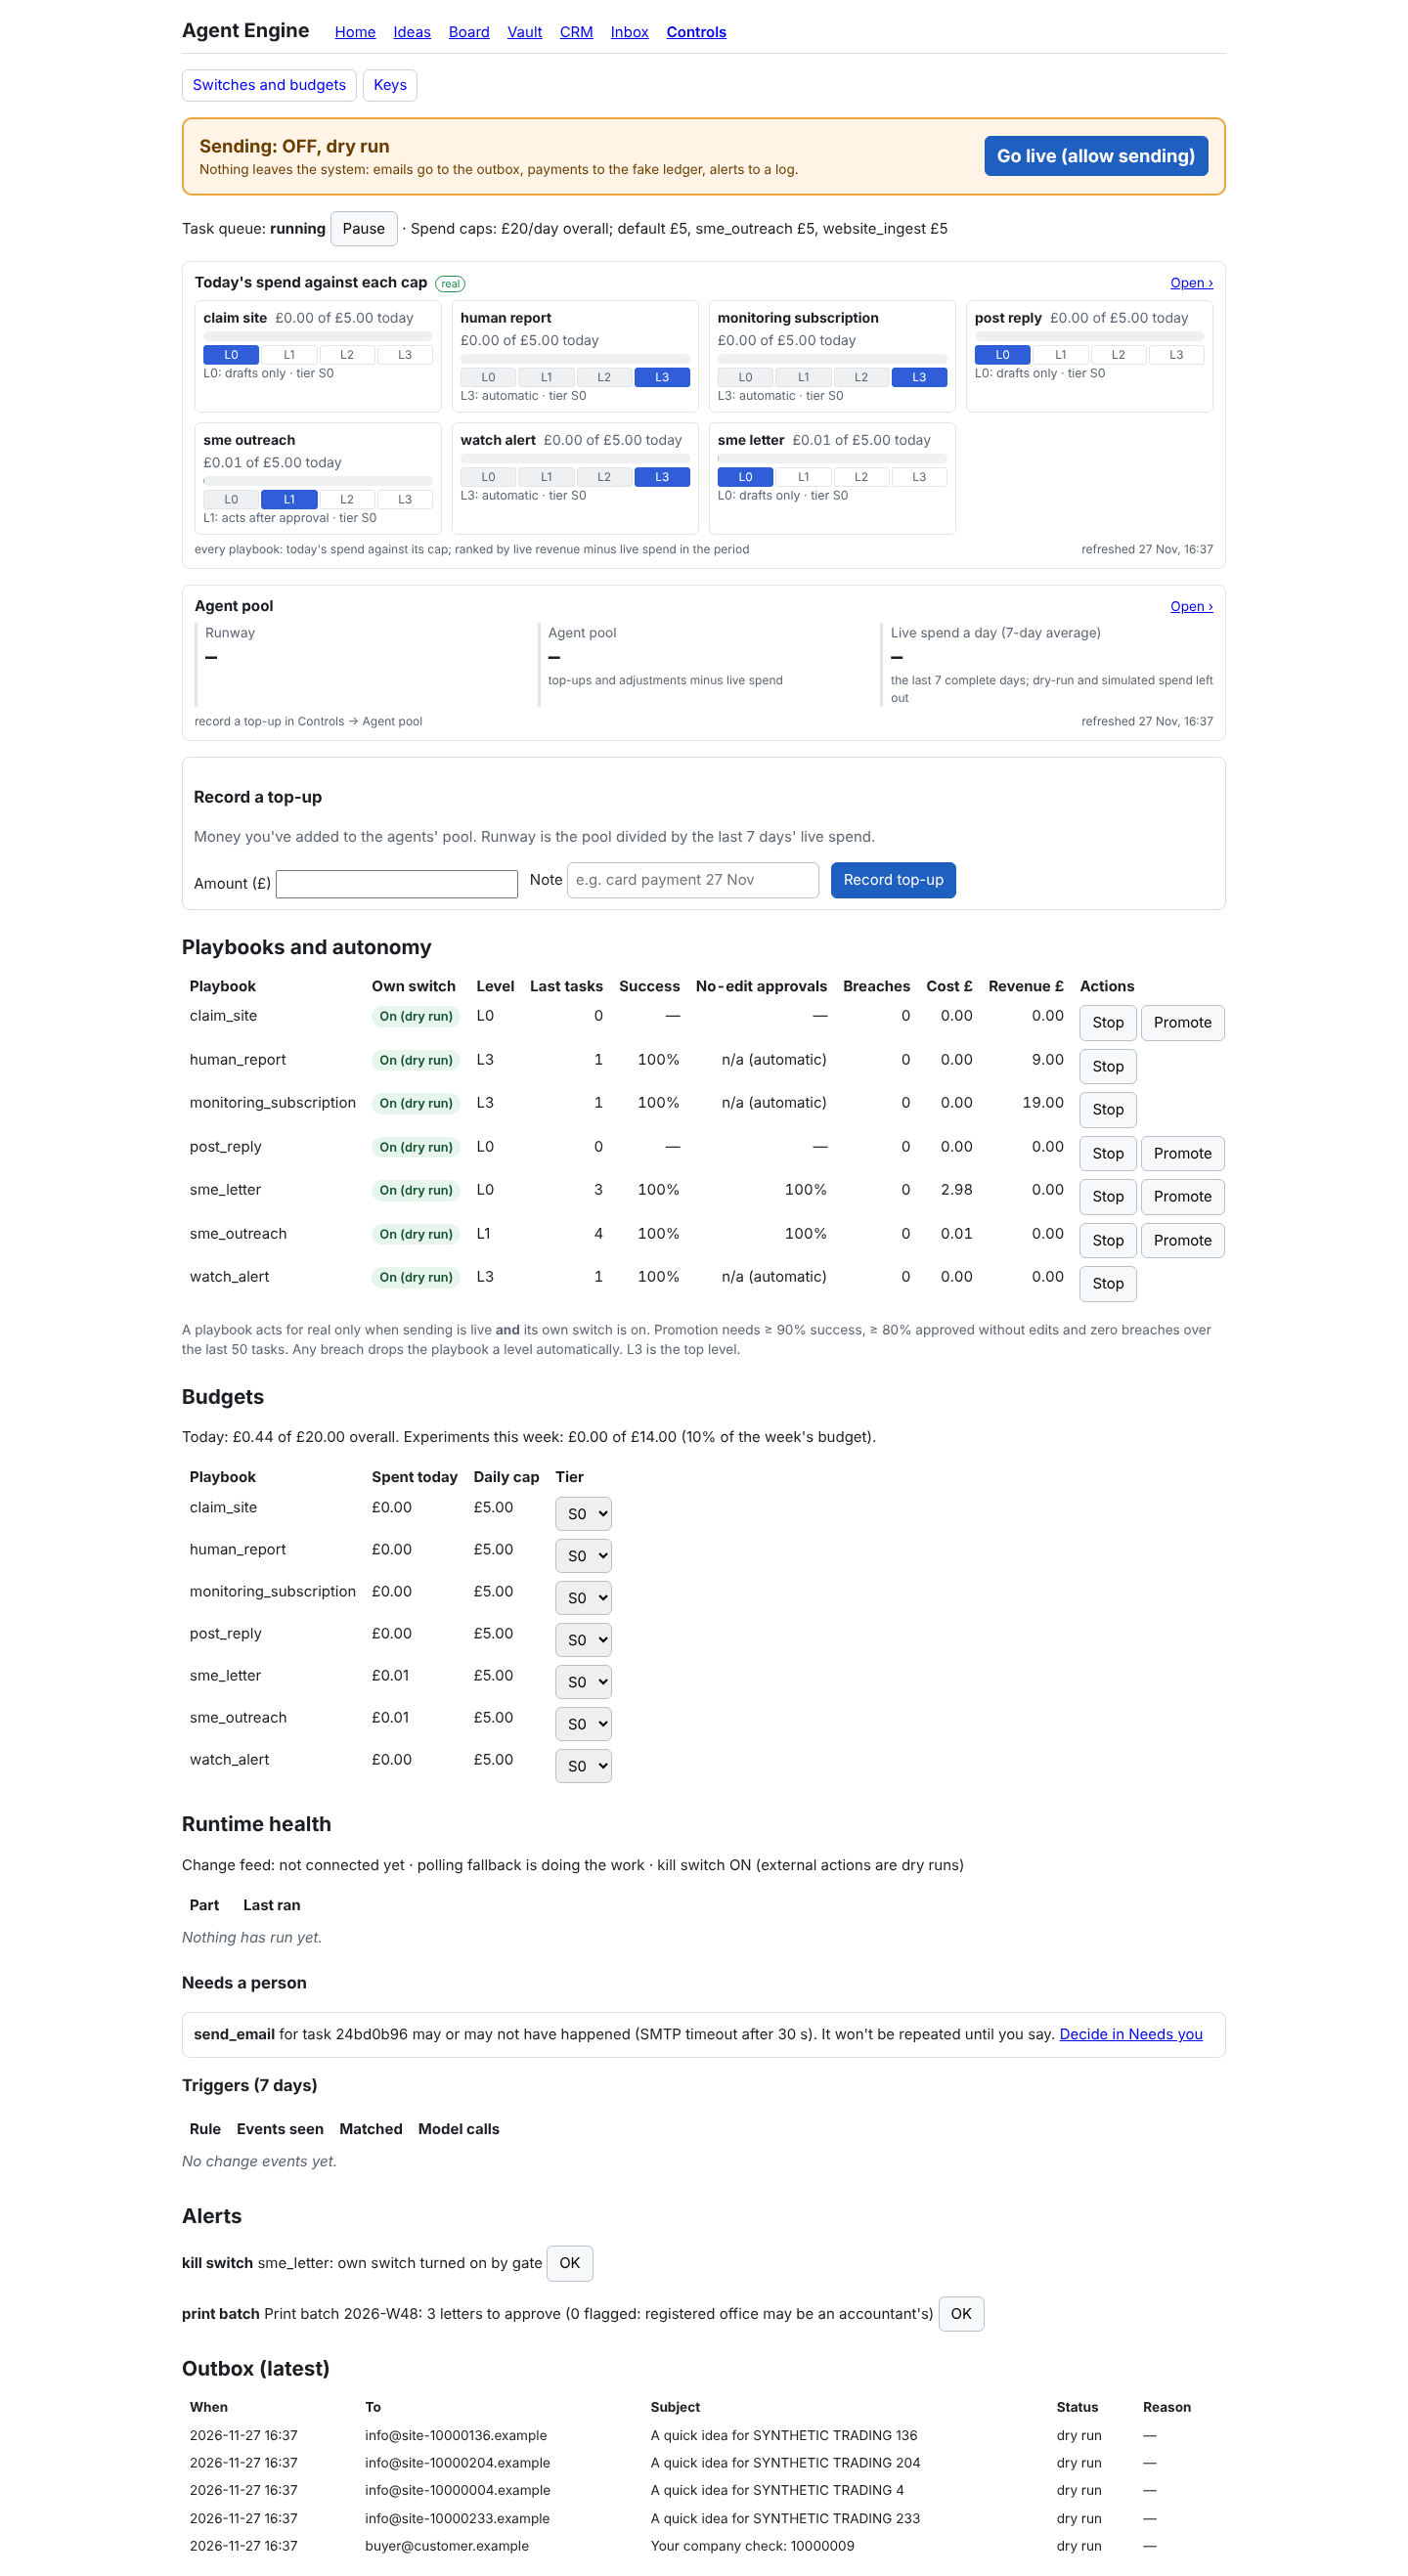 Agent Engine Home Ideas Board Vault CRM Inbox Controls
Switches and budgets Keys
Sending: OFF, dry run
Nothing leaves the system: emails go to the outbox, payments to the fake ledger, alerts to a log.
Go live (allow sending)
Task queue: running Pause · Spend caps: £20/day overall; default £5, sme_outreach £5, website_ingest £5
Today's spend against each cap real Open ›
claim site £0.00 of £5.00 today
L0 L1 L2 L3
L0: drafts only · tier S0
human report
£0.00 of £5.00 today
L0 L1 L2 L3
L3: automatic · tier S0
monitoring subscription
£0.00 of £5.00 today
L0 L1 L2 L3
L3: automatic · tier S0
post reply £0.00 of £5.00 today
L0 L1 L2 L3
L0: drafts only · tier S0
sme outreach
£0.01 of £5.00 today
L0 L1 L2 L3
L1: acts after approval · tier S0
watch alert £0.00 of £5.00 today
L0 L1 L2 L3
L3: automatic · tier S0
sme letter £0.01 of £5.00 today
L0 L1 L2 L3
L0: drafts only · tier S0
every playbook: today's spend against its cap; ranked by live revenue minus live spend in the period refreshed 27 Nov, 16:37
Agent pool Open ›
Runway
—
Agent pool
—
top-ups and adjustments minus live spend
Live spend a day (7-day average)
—
the last 7 complete days; dry-run and simulated spend left
out
record a top-up in Controls → Agent pool refreshed 27 Nov, 16:37
Record a top-up
Money you've added to the agents' pool. Runway is the pool divided by the last 7 days' live spend.
Amount (£) Note e.g. card payment 27 Nov Record top-up
Playbooks and autonomy
Playbook Own switch Level Last tasks Success No-edit approvals Breaches Cost £ Revenue £ Actions
claim_site On (dry run) L0 0 — — 0 0.00 0.00 Stop Promote
human_report On (dry run) L3 1 100% n/a (automatic) 0 0.00 9.00 Stop
monitoring_subscription On (dry run) L3 1 100% n/a (automatic) 0 0.00 19.00 Stop
post_reply On (dry run) L0 0 — — 0 0.00 0.00 Stop Promote
sme_letter On (dry run) L0 3 100% 100% 0 2.98 0.00 Stop Promote
sme_outreach On (dry run) L1 4 100% 100% 0 0.01 0.00 Stop Promote
watch_alert On (dry run) L3 1 100% n/a (automatic) 0 0.00 0.00 Stop
A playbook acts for real only when sending is live and its own switch is on. Promotion needs ≥ 90% success, ≥ 80% approved without edits and zero breaches over
the last 50 tasks. Any breach drops the playbook a level automatically. L3 is the top level.
Budgets
Today: £0.44 of £20.00 overall. Experiments this week: £0.00 of £14.00 (10% of the week's budget).
Playbook Spent today Daily cap Tier
claim_site £0.00 £5.00 S0
human_report £0.00 £5.00 S0
monitoring_subscription £0.00 £5.00 S0
post_reply £0.00 £5.00 S0
sme_letter £0.01 £5.00 S0
sme_outreach £0.01 £5.00 S0
watch_alert £0.00 £5.00 S0
Runtime health
Change feed: not connected yet · polling fallback is doing the work · kill switch ON (external actions are dry runs)
Part Last ran
Nothing has run yet.
Needs a person
send_email for task 24bd0b96 may or may not have happened (SMTP timeout after 30 s). It won't be repeated until you say. Decide in Needs you
Triggers (7 days)
Rule Events seen Matched Model calls
No change events yet.
Alerts
kill switch sme_letter: own switch turned on by gate OK
print batch Print batch 2026-W48: 3 letters to approve (0 flagged: registered office may be an accountant's) OK
Outbox (latest)
When To Subject Status Reason
2026-11-27 16:37 info@site-10000136.example A quick idea for SYNTHETIC TRADING 136 dry run —
2026-11-27 16:37 info@site-10000204.example A quick idea for SYNTHETIC TRADING 204 dry run —
2026-11-27 16:37 info@site-10000004.example A quick idea for SYNTHETIC TRADING 4 dry run —
2026-11-27 16:37 info@site-10000233.example A quick idea for SYNTHETIC TRADING 233 dry run —
2026-11-27 16:37 buyer@customer.example Your company check: 10000009 dry run —